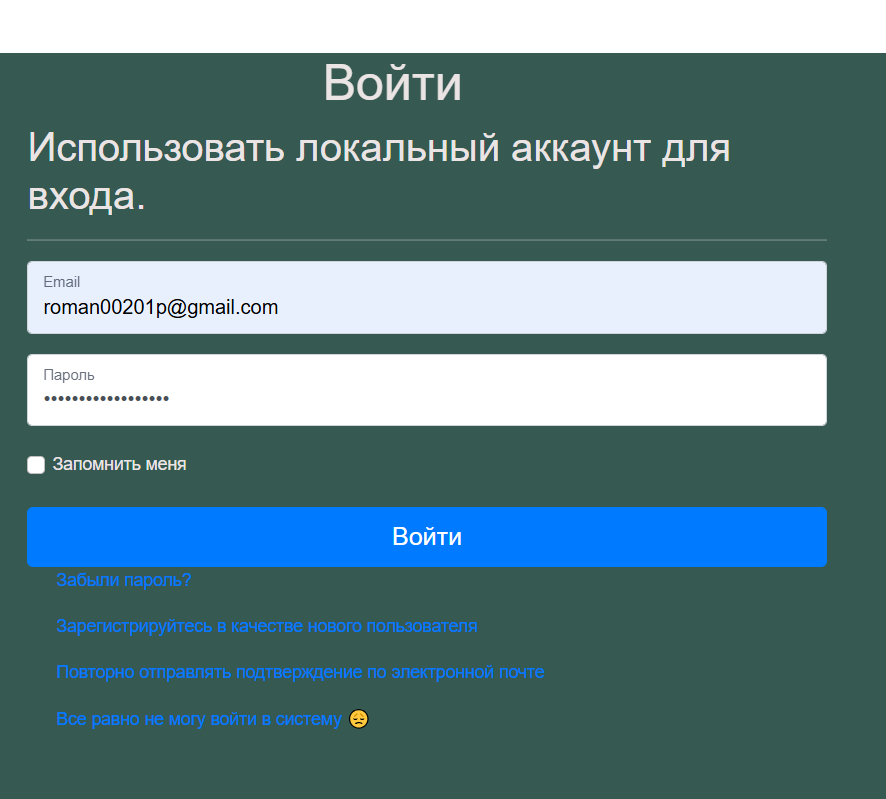 Войти
Использовать локальный аккаунт для
входа.
Email
roman00201p@gmail.com
Пароль
••••••••••••••••••
Запомнить меня
Войти
Забыли пароль?
Зарегистрируйтесь в качестве нового пользователя
Повторно отправлять подтверждение по электронной почте
Все равно не могу войти в систему 😔